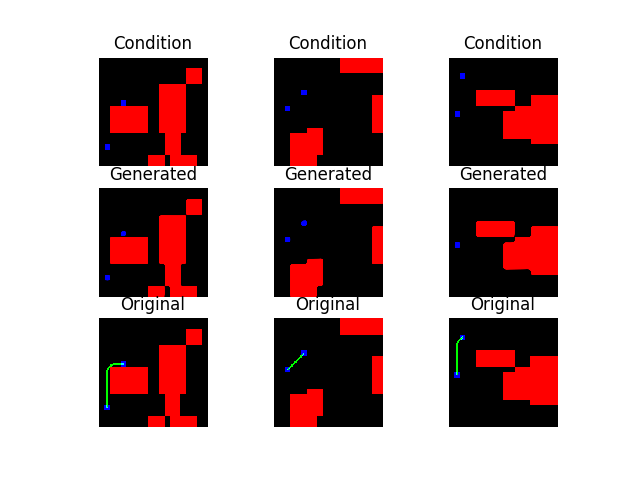 Condition Condition Condition
Generated Generated Generated
Original Original Original